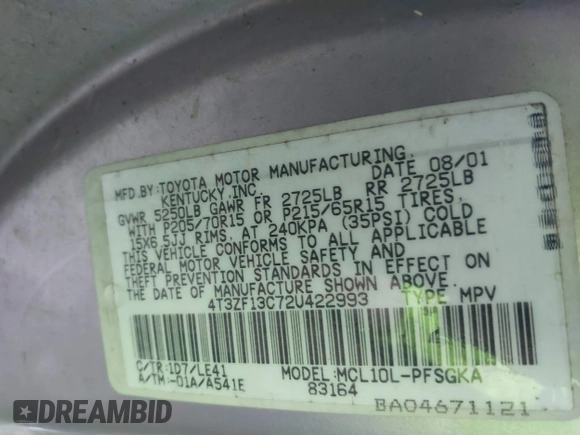 MFD.BY:TOYOTA MOTOR MANUFACTURING.
KENTUCKY.INC. DATE 08/01
GVWR 5250LB GAWR FR 2725LB RR 2725LB
WITH P205/70R15 OR P215/65R15 TIRES
15X6.5JJ RIMS, AT 240KPA (35PSI) COLD
THIS VEHICLE CONFORMS TO ALL APPLICABLE
FEDERAL MOTOR VEHICLE SAFETY AND
THEFT PREVENTION STANDARDS IN EFFECT ON
THE DATE OF MANUFACTURE SHOWN ABOVE.
4T3ZF13C72U422993 TYPE MPV
C/TR:1D7/LE41 MODEL:MCL10L-PFSGKA
A/TM:-01A/A541E 83164
BA04671121
AUTOBIDMASTER
AUTOBIDMASTER